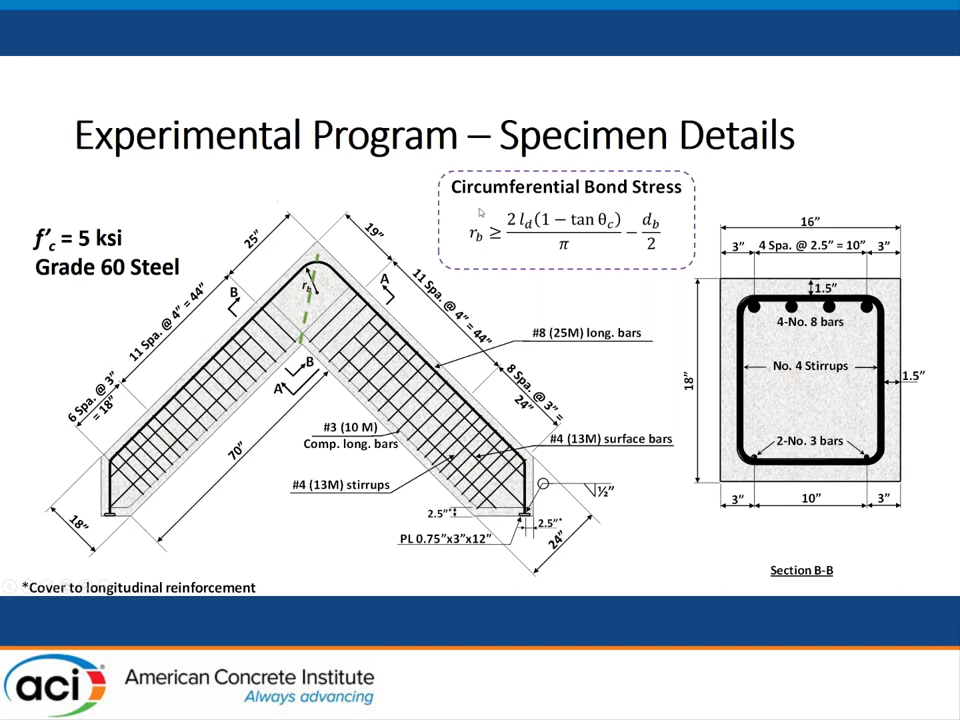 Experimental Program – Specimen Details
Circumferential Bond Stress
r_b ≥ 2 l_d(1 − tan θ_c) / π − d_b / 2
f'c = 5 ksi
Grade 60 Steel
25"
19"
11 Spa. @ 4" = 44"
11 Spa. @ 4" = 44"
6 Spa. @ 3"
= 18"
8 Spa. @ 3" =
24"
B
A
r_b
B
A
#8 (25M) long. bars
#3 (10 M)
Comp. long. bars
#4 (13M) surface bars
#4 (13M) stirrups
70"
18"
24"
½"
2.5"*
2.5"*
PL 0.75"x3"x12"
16"
3"
4 Spa. @ 2.5" = 10"
3"
1.5"
4-No. 8 bars
No. 4 Stirrups
1.5"
18"
2-No. 3 bars
3"
10"
3"
Section B-B
*Cover to longitudinal reinforcement
aci
American Concrete Institute
Always advancing